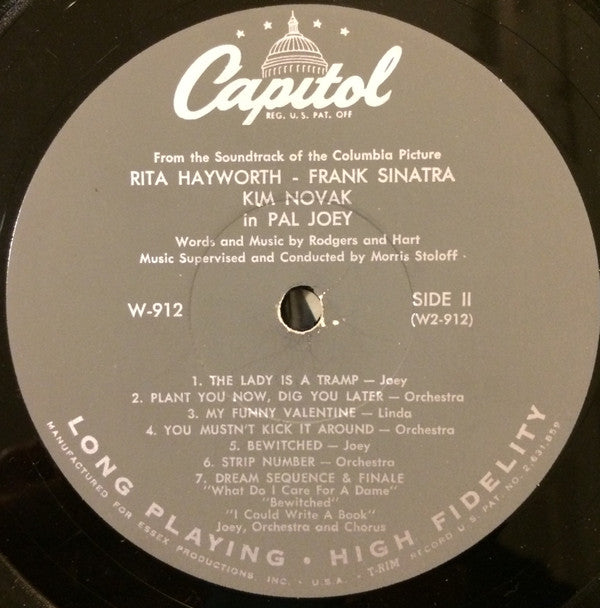 Capitol
REG. U.S. PAT. OFF
From the Soundtrack of the Columbia Picture
RITA HAYWORTH - FRANK SINATRA
KIM NOVAK
in PAL JOEY
Words and Music by Rodgers and Hart
Music Supervised and Conducted by Morris Stoloff
W-912
SIDE II
(W2-912)
1. THE LADY IS A TRAMP — Joey
2. PLANT YOU NOW, DIG YOU LATER — Orchestra
3. MY FUNNY VALENTINE — Linda
4. YOU MUSTN'T KICK IT AROUND — Orchestra
5. BEWITCHED — Joey
6. STRIP NUMBER — Orchestra
7. DREAM SEQUENCE & FINALE
"What Do I Care For A Dame"
"Bewitched"
"I Could Write A Book"
Joey, Orchestra and Chorus
LONG PLAYING • HIGH FIDELITY
MANUFACTURED FOR ESSEX PRODUCTIONS INC. • U.S.A. • T-RIM RECORD U.S. PAT. NO. 2,631,859